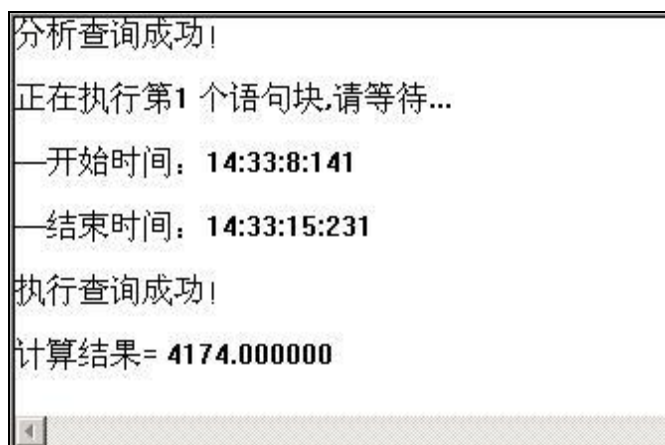 分析查询成功!
正在执行第1 个语句块,请等待...
—开始时间：14:33:8:141
—结束时间：14:33:15:231
执行查询成功!
计算结果= 4174.000000